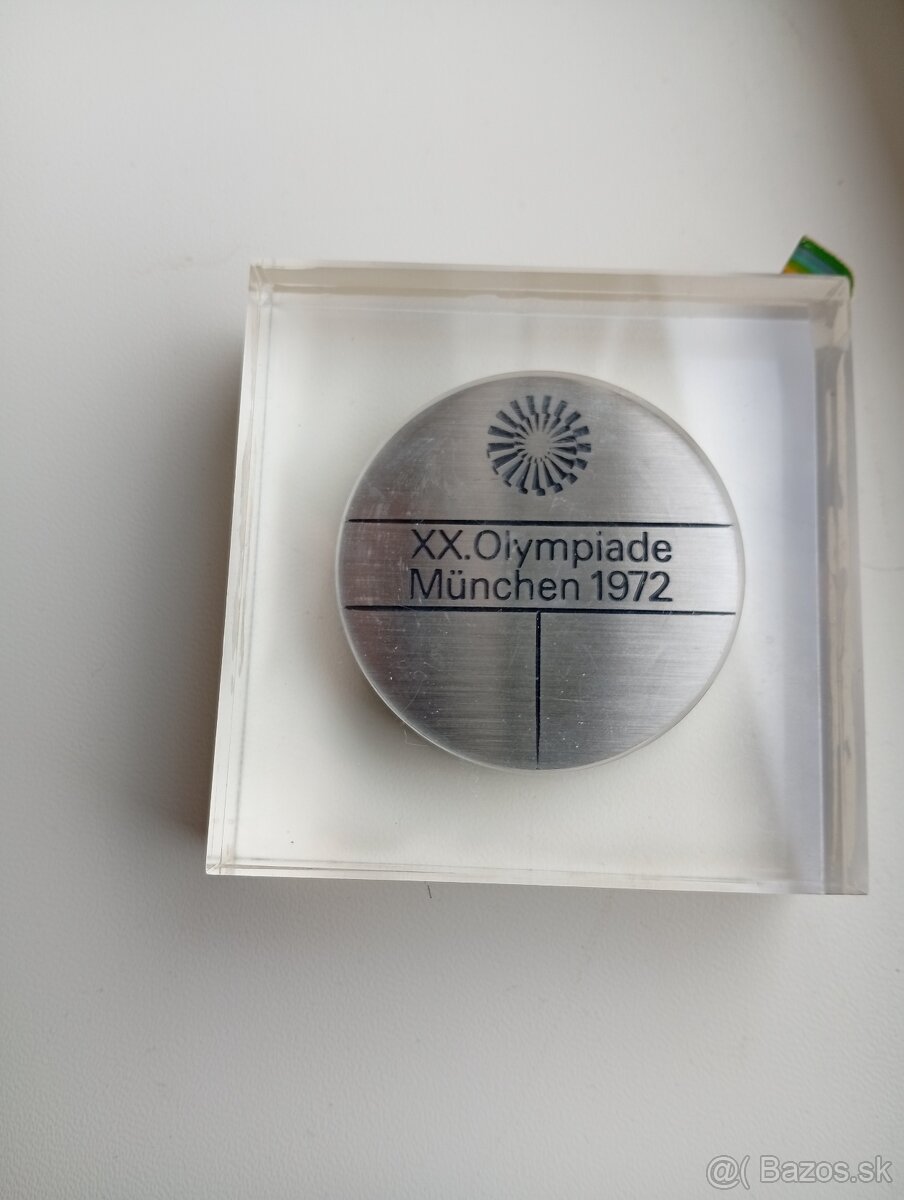 XX.Olympiade
München 1972
@( Bazos.sk